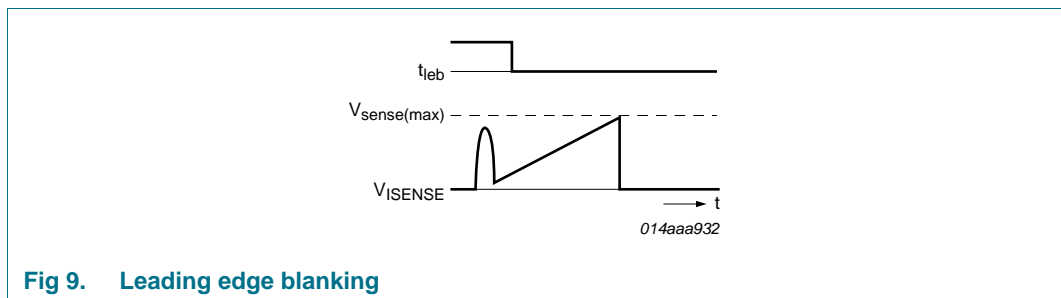 tleb
Vsense(max)
VISENSE
t
014aaa932
Fig 9. Leading edge blanking